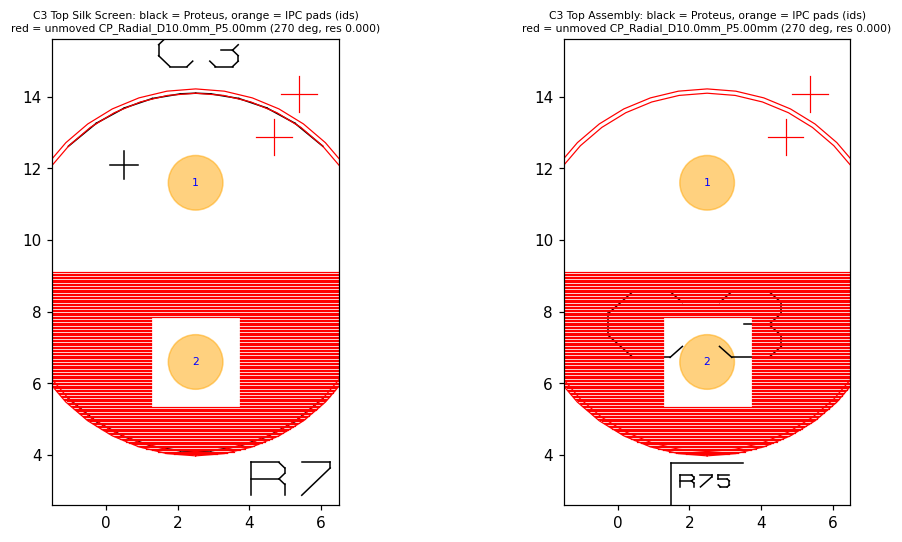 C3 Top Silk Screen: black = Proteus, orange = IPC pads (ids)
red = unmoved CP_Radial_D10.0mm_P5.00mm (270 deg, res 0.000)
C3
14
12
10
8
6
4
0 2 4 6
1
2
R7
C3 Top Assembly: black = Proteus, orange = IPC pads (ids)
red = unmoved CP_Radial_D10.0mm_P5.00mm (270 deg, res 0.000)
14
12
10
8
6
4
0 2 4 6
1
C3
2
R75